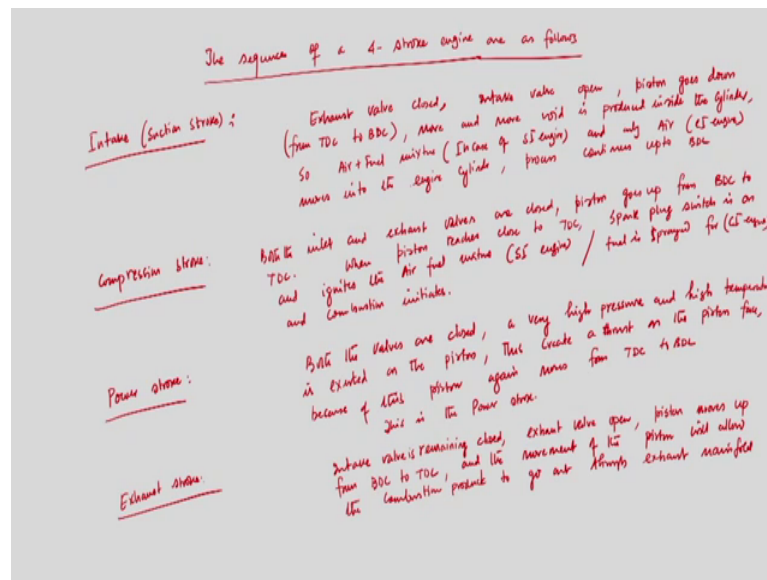 The sequences of a 4- stroke engine are as follows
Intake (Suction Stroke) :
Exhaust valve closed, intake valve open, piston goes down
(from TDC to BDC), more and more void is produced inside the cylinder,
So Air+Fuel mixture (In case of SI engine) and only Air (CI engine)
moves into the engine cylinder, process continues upto BDC
Compression stroke:
Both the inlet and exhaust valves are closed, piston goes up from BDC to
TDC. When piston reaches close to TDC, spark plug switch is on
and ignites the Air fuel mixture (SI engine) / fuel is sprayed for (CI engine
and combustion initiates.
Power stroke:
Both the valves are closed, a very high pressure and high temperatu
is exerted on the piston, this create a thrust on the piston face,
because of this piston again moves from TDC to BDC
This is the Power stroke.
Exhaust stroke:
Intake valve is remaining closed, exhaust valve open, piston moves up
from BDC to TDC, and the movement of the piston will allow
the combustion product to go out through exhaust manifold